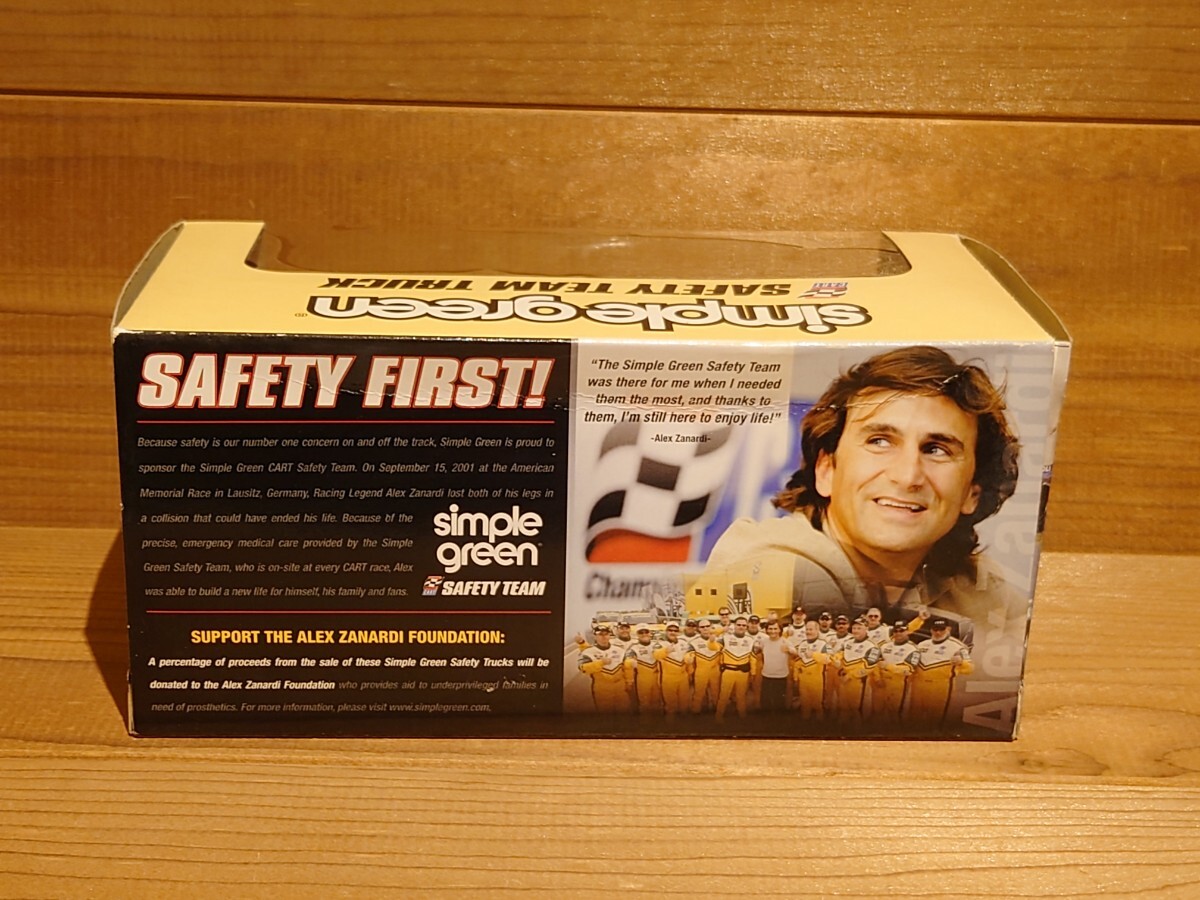 SAFETY TEAM TRUCK
simple green®
SAFETY FIRST!
Because safety is our number one concern on and off the track, Simple Green is proud to
sponsor the Simple Green CART Safety Team. On September 15, 2001 at the American
Memorial Race in Lausitz, Germany, Racing Legend Alex Zanardi lost both of his legs in
a collision that could have ended his life. Because of the
precise, emergency medical care provided by the Simple
Green Safety Team, who is on-site at every CART race, Alex
was able to build a new life for himself, his family and fans.
simple
green™
SAFETY TEAM
SUPPORT THE ALEX ZANARDI FOUNDATION:
A percentage of proceeds from the sale of these Simple Green Safety Trucks will be
donated to the Alex Zanardi Foundation who provides aid to underprivileged families in
need of prosthetics. For more information, please visit www.simplegreen.com.
"The Simple Green Safety Team
was there for me when I needed
them the most, and thanks to
them, I'm still here to enjoy life!"
-Alex Zanardi-
Champ
Alex Zanardi